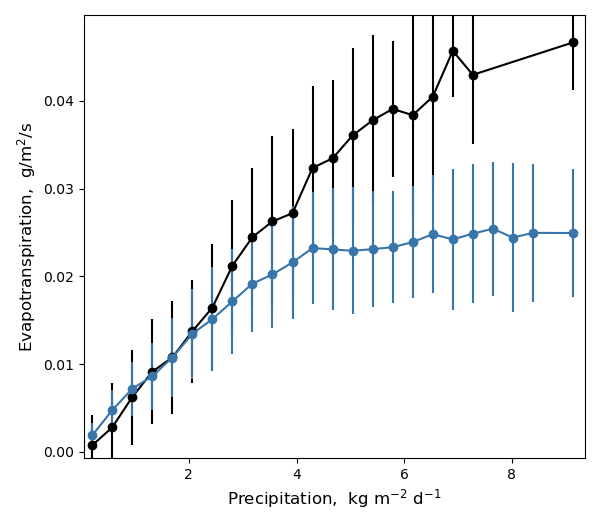 0.04
0.03
0.02
0.01
0.00
Evapotranspiration, g/m²/s
2 4 6 8
Precipitation, kg m⁻² d⁻¹